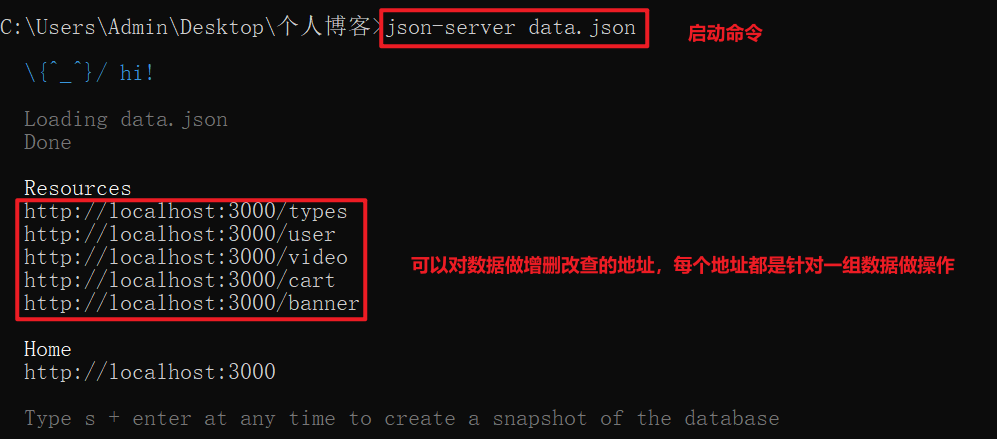 C:\Users\Admin\Desktop\个人博客>json-server data.json 启动命令
\{^_^}/ hi!
Loading data.json
Done
Resources
http://localhost:3000/types
http://localhost:3000/user
http://localhost:3000/video
可以对数据做增删改查的地址，每个地址都是针对一组数据做操作
http://localhost:3000/cart
http://localhost:3000/banner
Home
http://localhost:3000
Type s + enter at any time to create a snapshot of the database